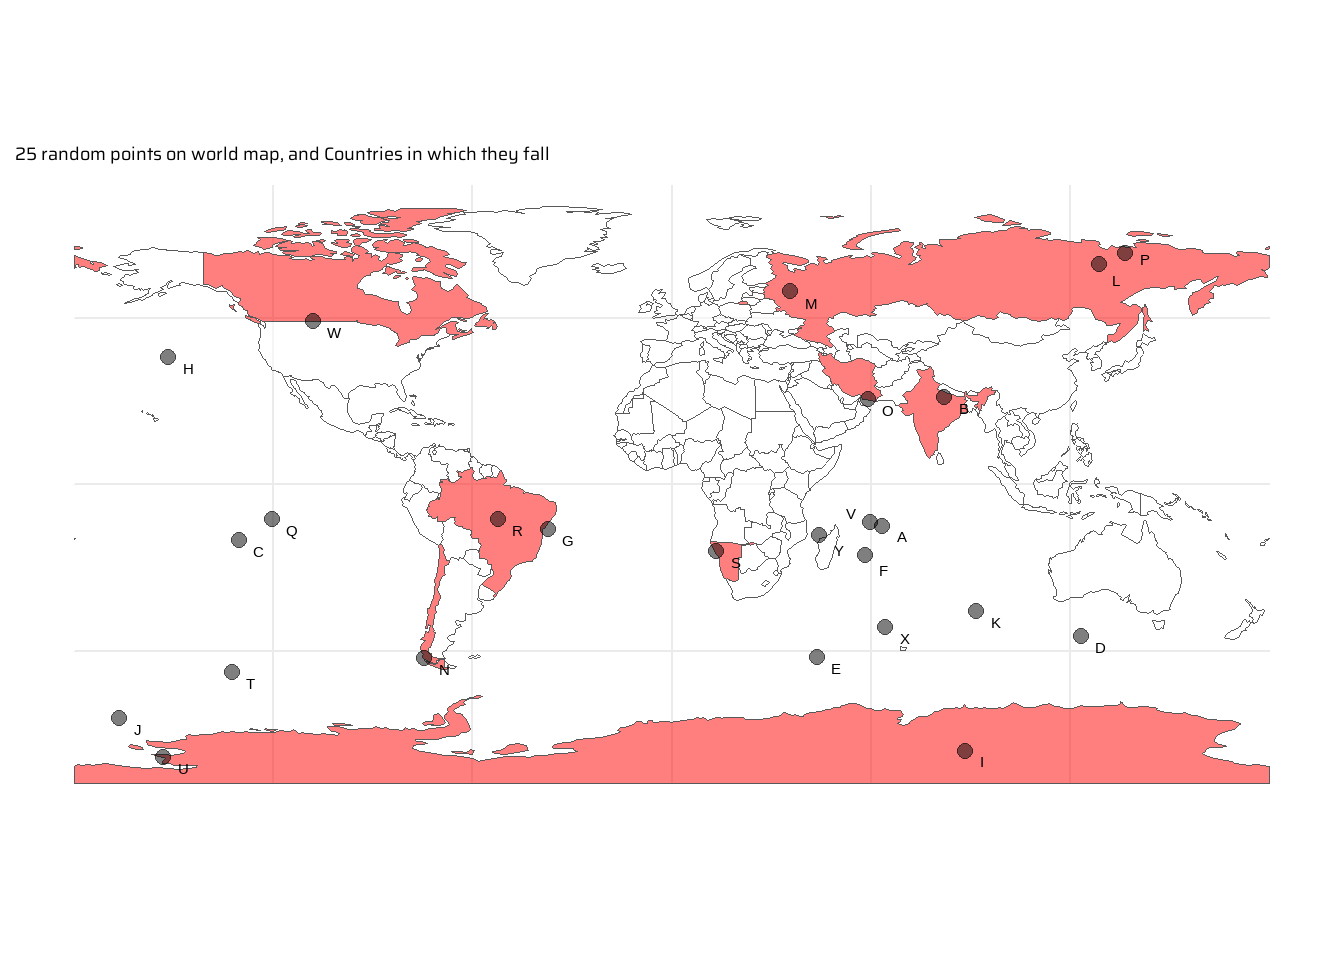 25 random points on world map, and Countries in which they fall
P
L
M
W
H
O
B
V
Q
R
A
G
C
Y
S
F
K
X
D
N
E
T
J
I
U